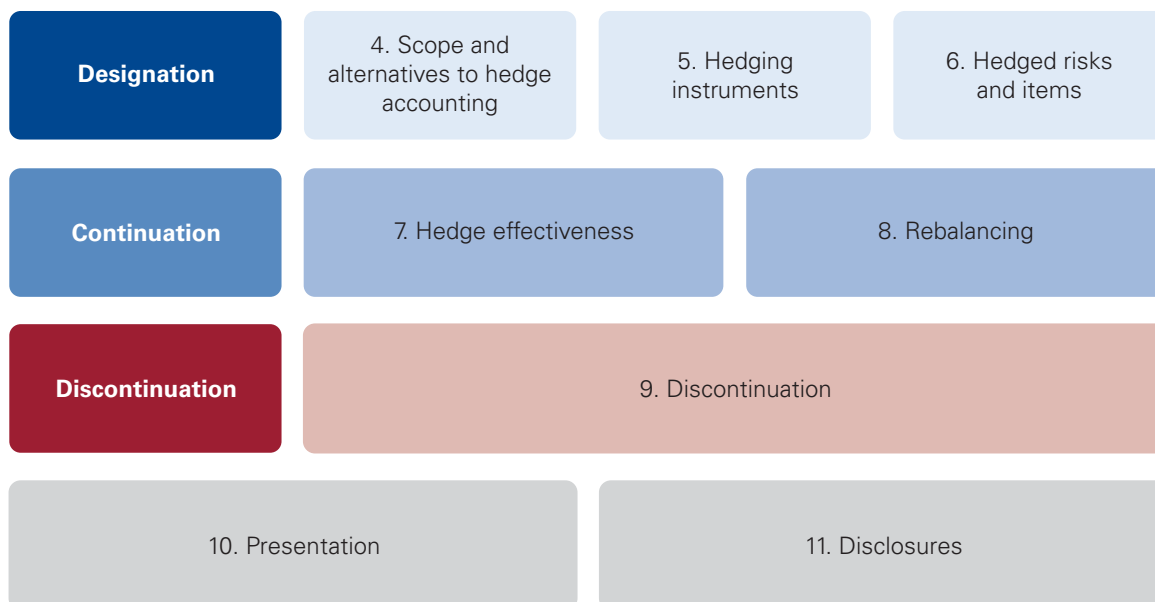 Designation
4. Scope and
alternatives to hedge
accounting
5. Hedging
instruments
6. Hedged risks
and items
Continuation
7. Hedge effectiveness
8. Rebalancing
Discontinuation
9. Discontinuation
10. Presentation
11. Disclosures